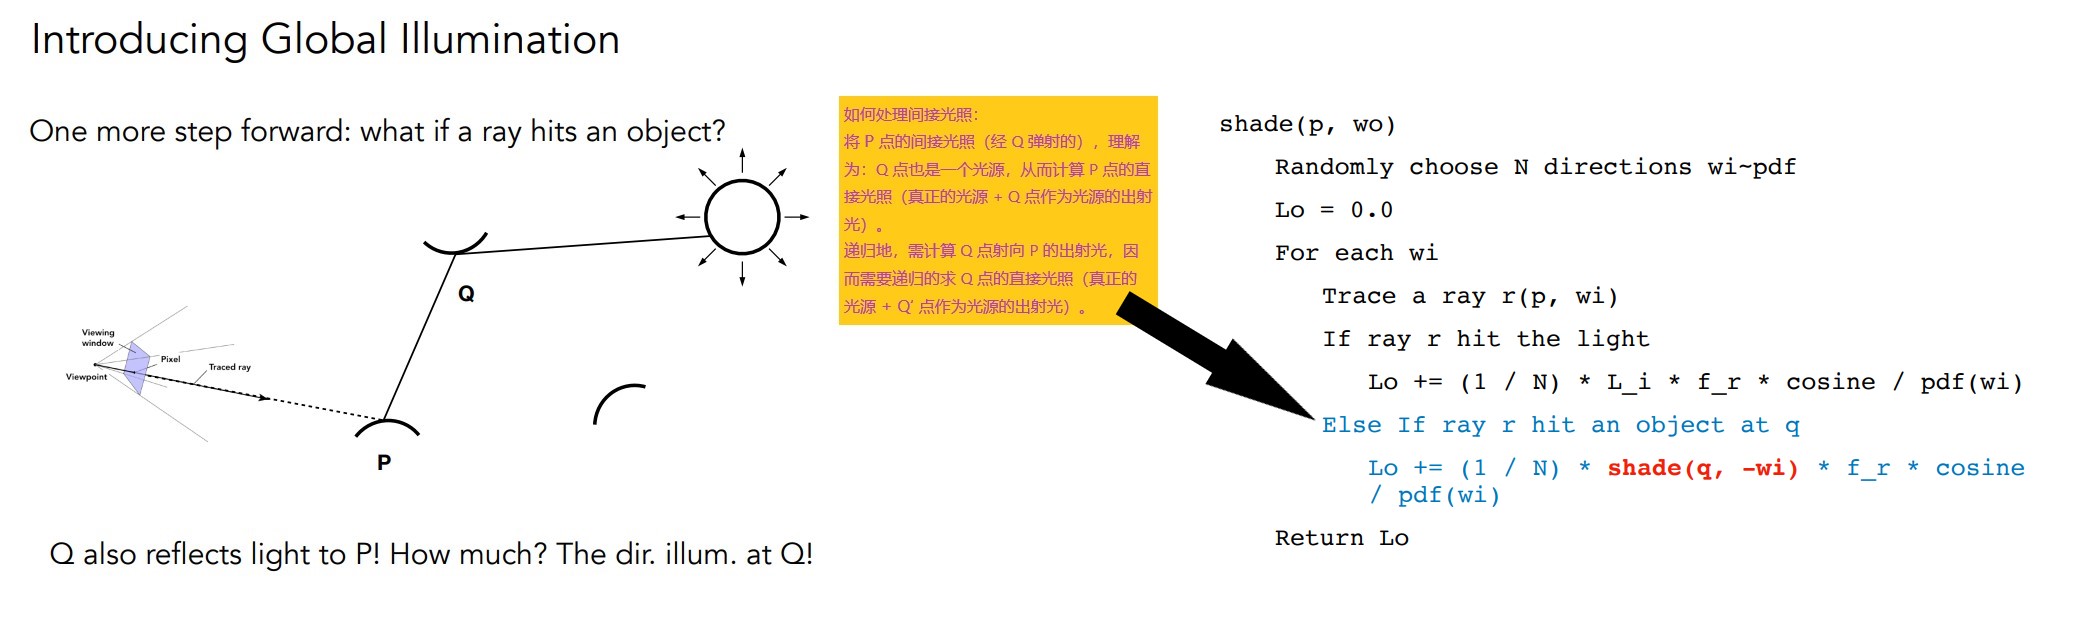 Introducing Global Illumination
One more step forward: what if a ray hits an object?
Q
Viewing
window
Pixel
Viewpoint
Traced ray
P
Q also reflects light to P! How much? The dir. illum. at Q!
如何处理间接光照：
将 P 点的间接光照（经 Q 弹射的），理解
为：Q 点也是一个光源，从而计算 P 点的直
接光照（真正的光源 + Q 点作为光源的出射
光）。
递归地，需计算 Q 点射向 P 的出射光，因
而需要递归的求 Q 点的直接光照（真正的
光源 + Q' 点作为光源的出射光）。
shade(p, wo)
Randomly choose N directions wi~pdf
Lo = 0.0
For each wi
Trace a ray r(p, wi)
If ray r hit the light
Lo += (1 / N) * L_i * f_r * cosine / pdf(wi)
Else If ray r hit an object at q
Lo += (1 / N) * shade(q, -wi) * f_r * cosine
/ pdf(wi)
Return Lo